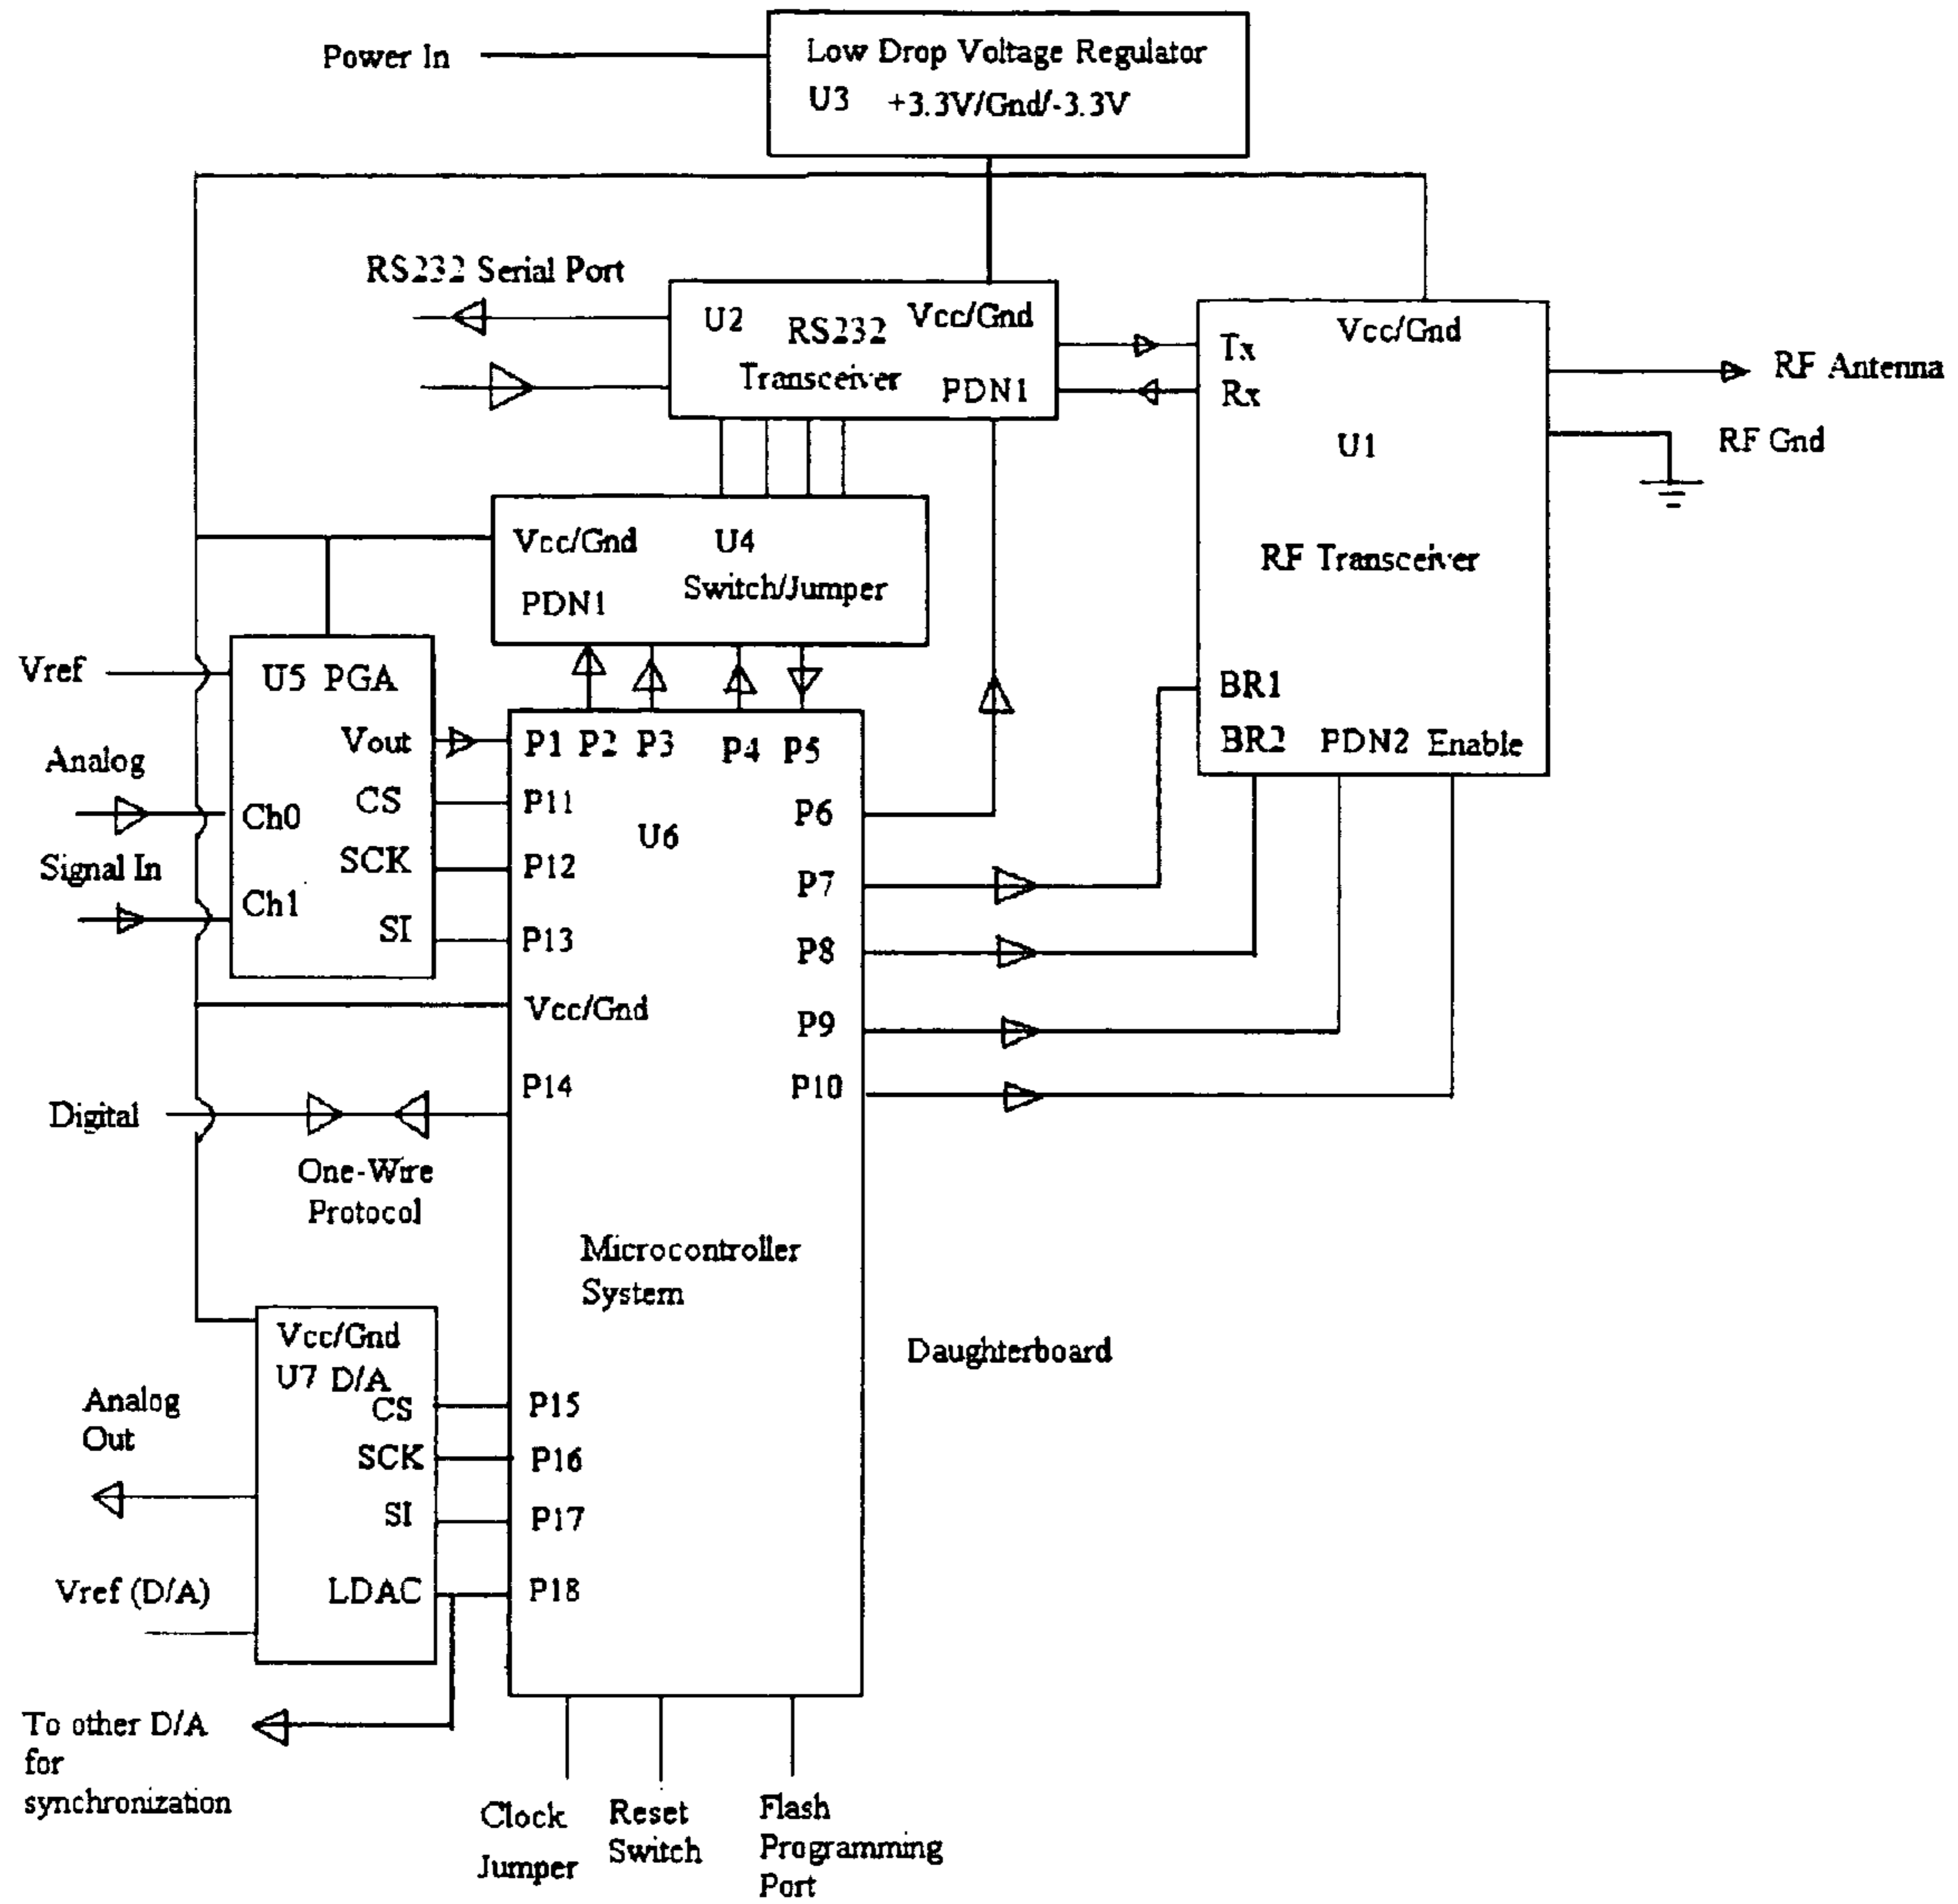 Power In
Low Drop Voltage Regulator
U3 +3.3V/Gnd/-3.3V
RS232 Serial Port
U2 RS232 Vcc/Gnd
Transceiver PDN1
Tx
Rx
Vcc/Gnd
U1
RF Transceiver
BR1
BR2 PDN2 Enable
RF Antenna
RF Gnd
Vcc/Gnd U4
PDN1 Switch/Jumper
Vref
Analog
Signal In
U5 PGA
Vout
Ch0
CS
SCK
Ch1
SI
P1 P2 P3 P4 P5
P11
U6
P6
P12
P7
P13
P8
Vcc/Gnd
P9
P14
P10
Digital
One-Wire
Protocol
Microcontroller
System
Daughterboard
Vcc/Gnd
U7 D/A
CS
SCK
SI
LDAC
P15
P16
P17
P18
Analog
Out
Vref (D/A)
To other D/A
for
synchronization
Clock
Jumper
Reset
Switch
Flash
Programming
Port